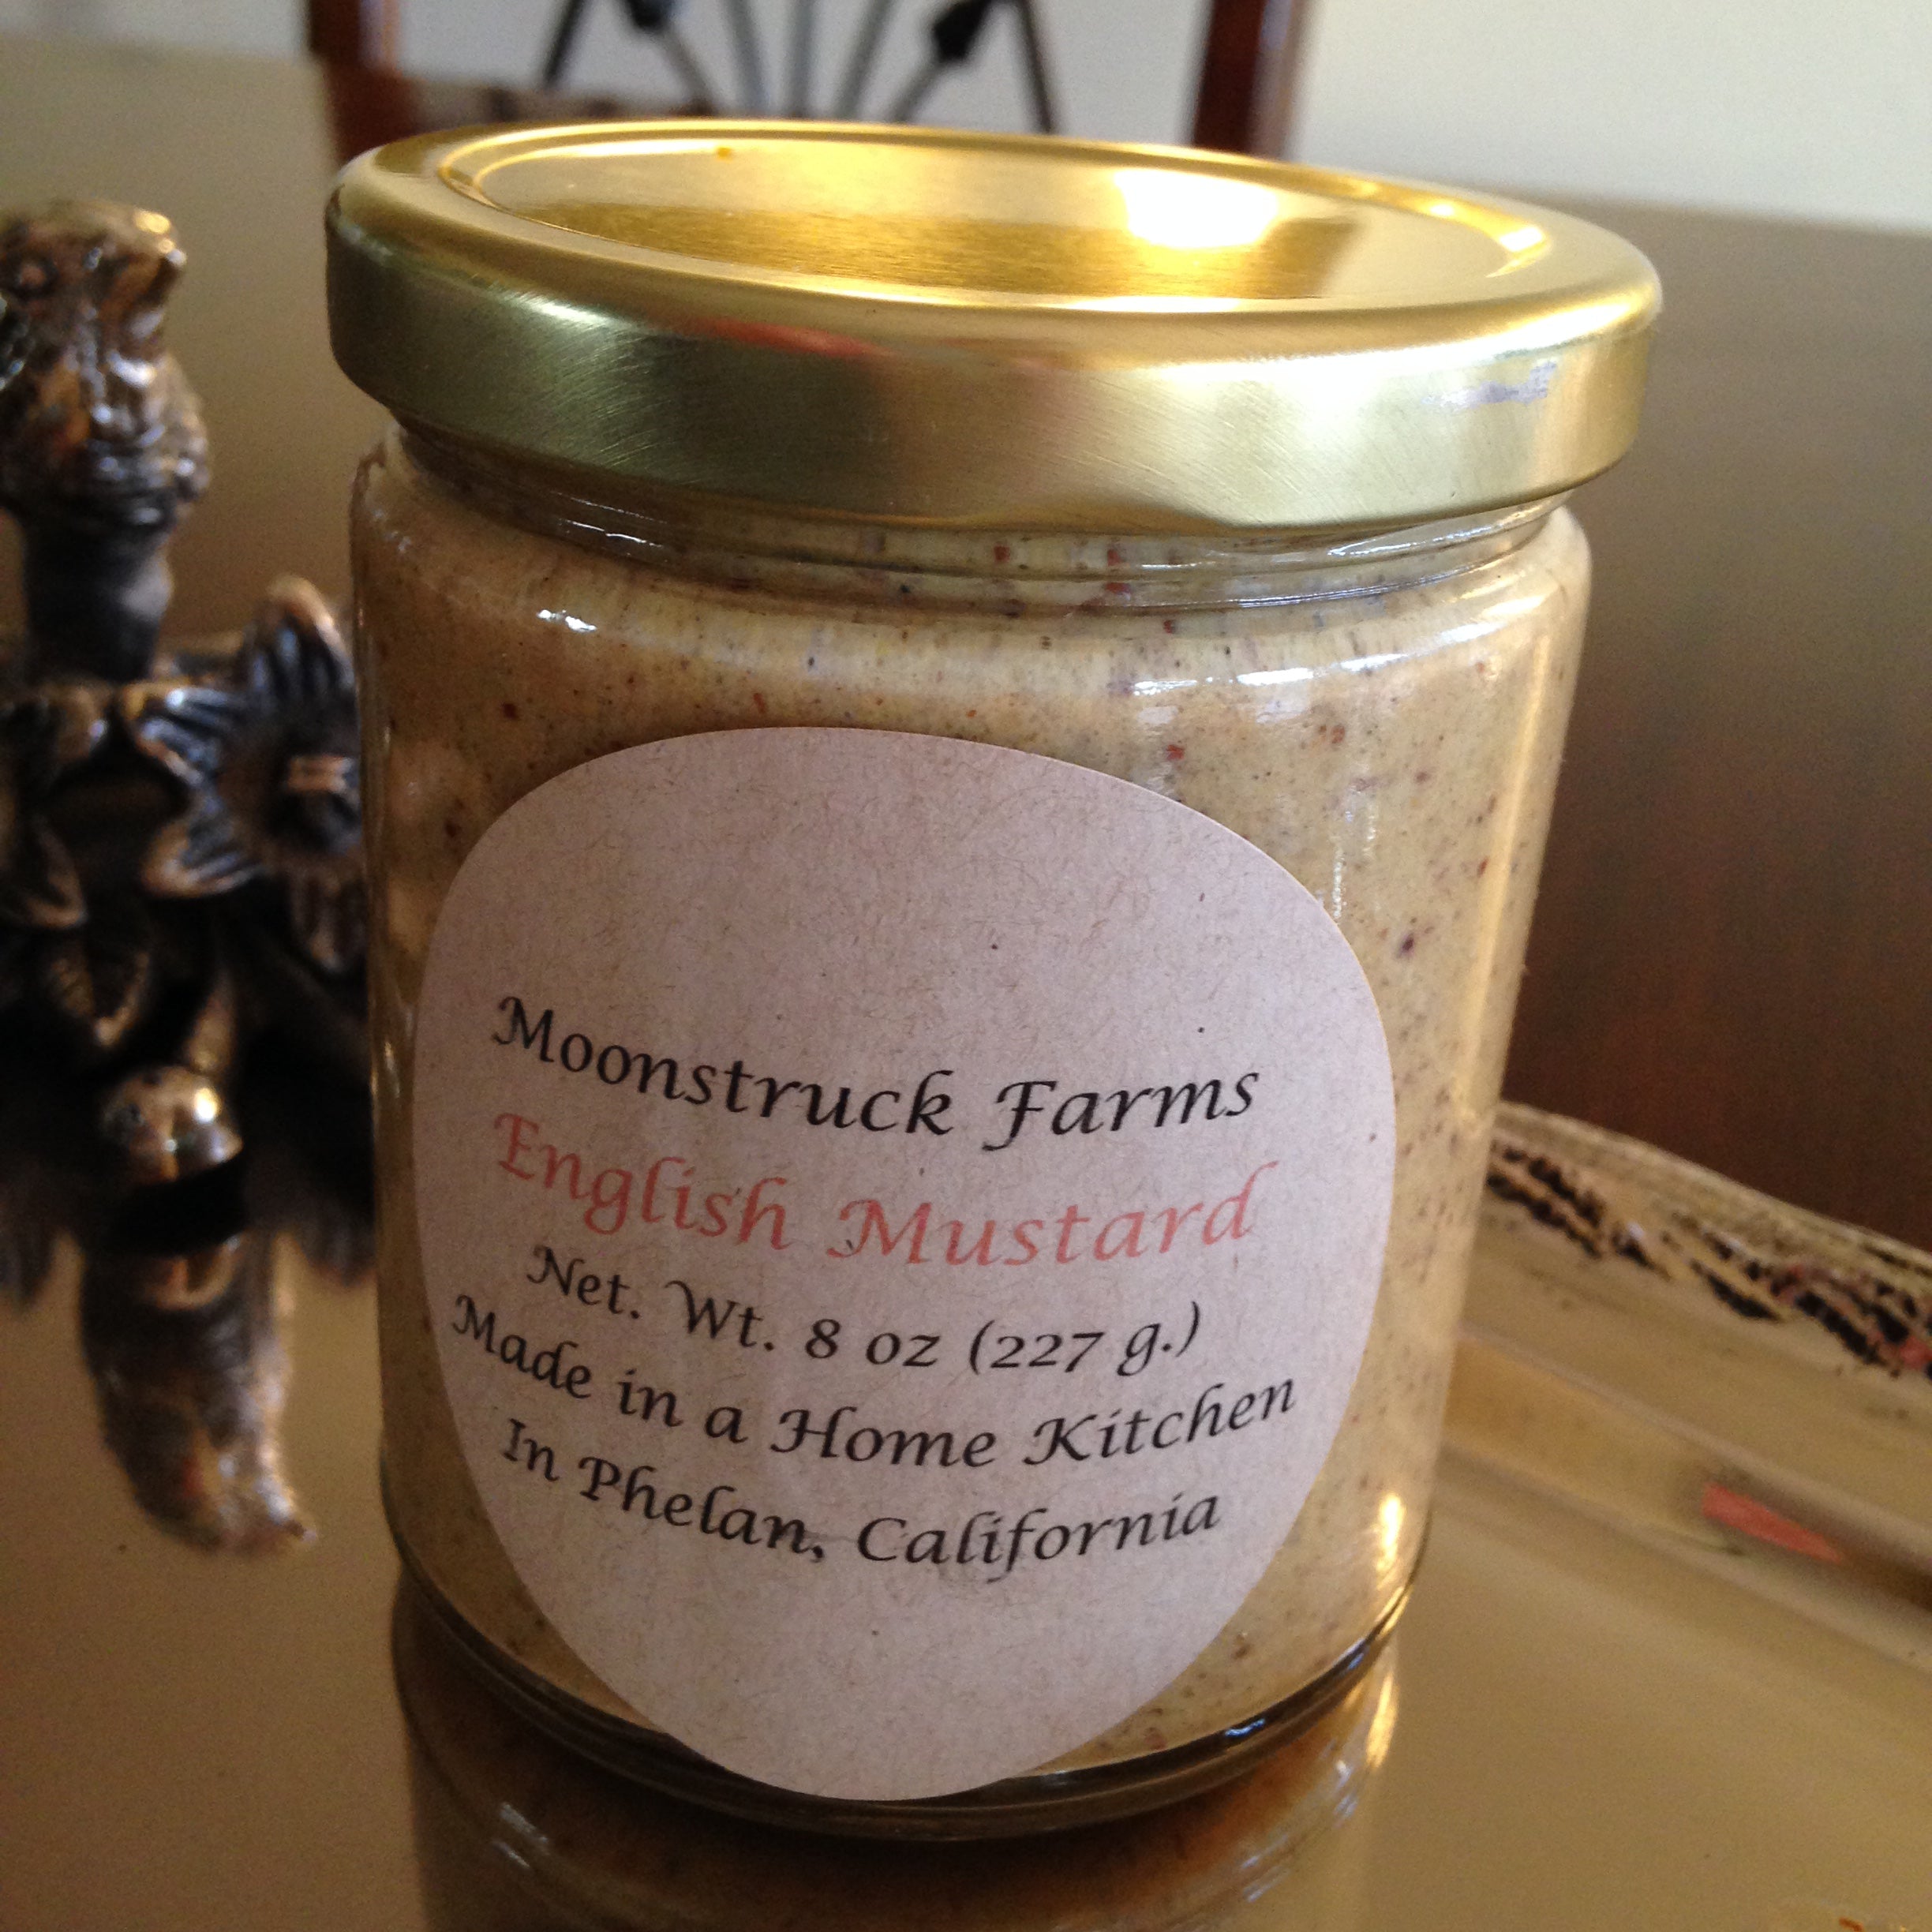 Moonstruck Farms
English Mustard
Net. Wt. 8 oz (227 g.)
Made in a Home Kitchen
In Phelan, California